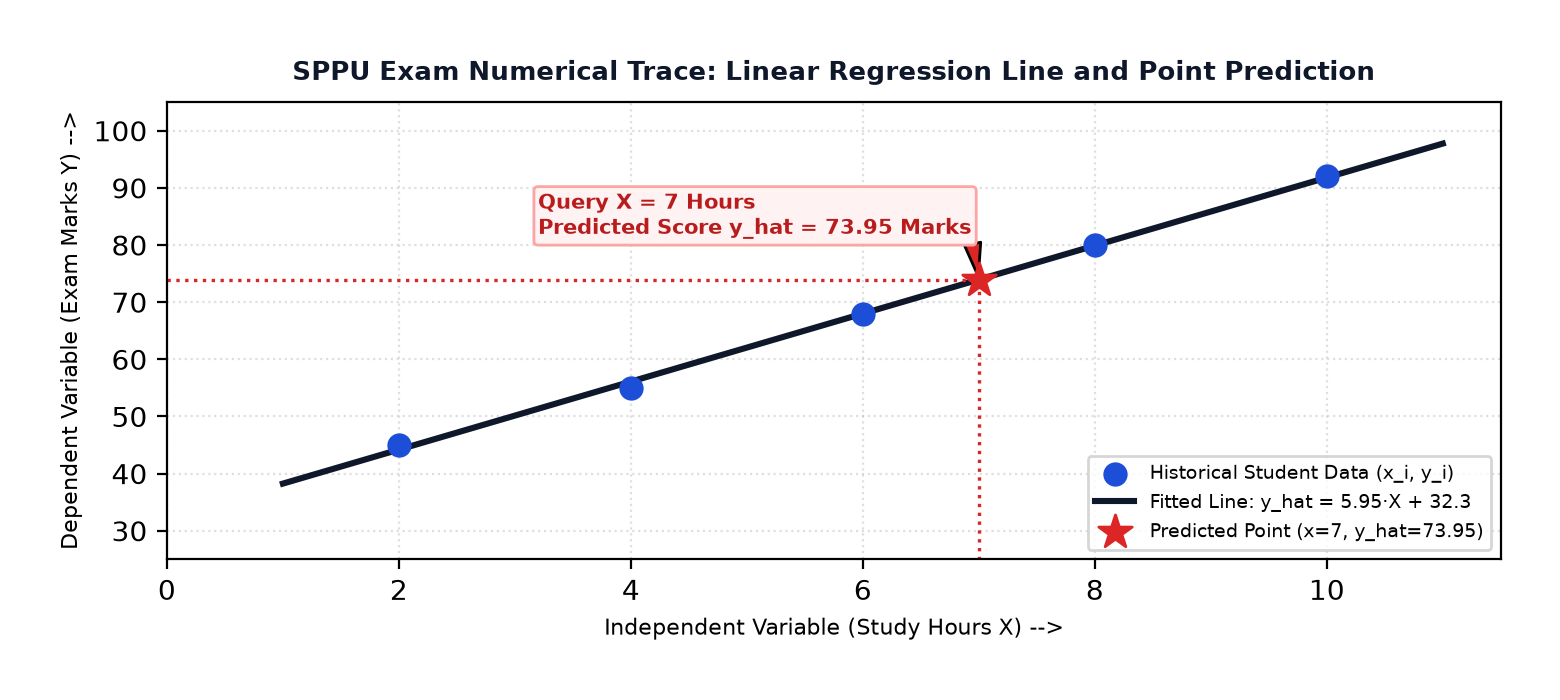 SPPU Exam Numerical Trace: Linear Regression Line and Point Prediction
Dependent Variable (Exam Marks Y) -->
100
90
80
70
60
50
40
30
Query X = 7 Hours
Predicted Score y_hat = 73.95 Marks
Historical Student Data (x_i, y_i)
Fitted Line: y_hat = 5.95·X + 32.3
Predicted Point (x=7, y_hat=73.95)
0 2 4 6 8 10
Independent Variable (Study Hours X) -->